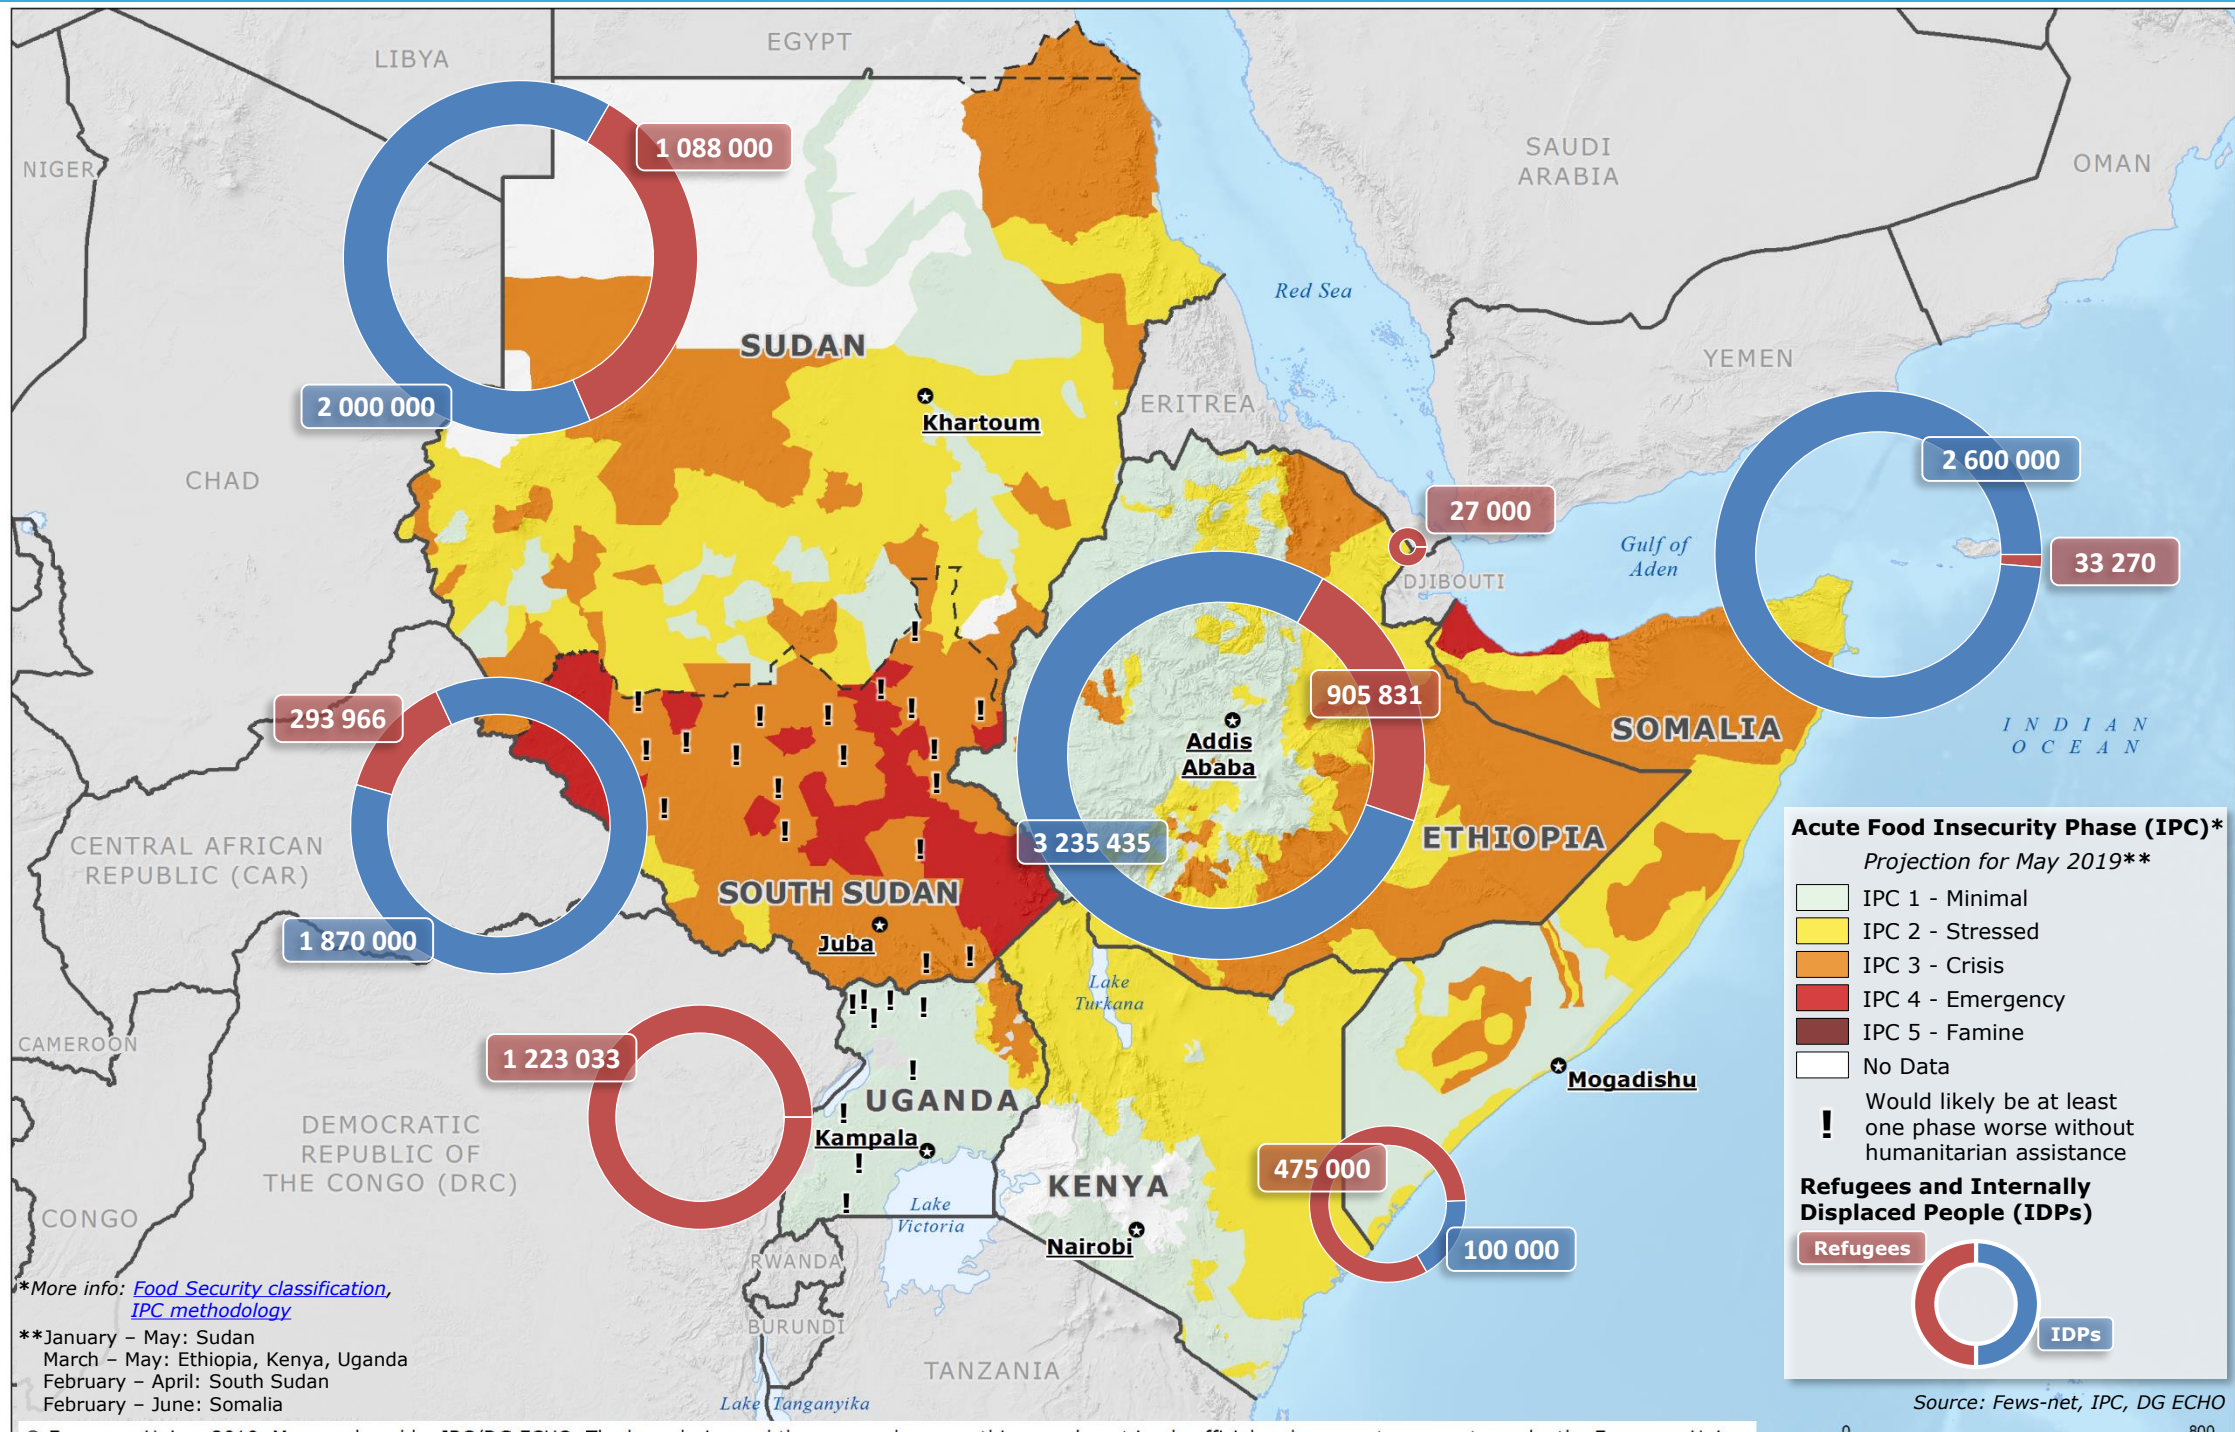 LIBYA
EGYPT
NIGER
SAUDI
ARABIA
OMAN
1 088 000
Red Sea
SUDAN
YEMEN
2 000 000
Khartoum
ERITREA
CHAD
2 600 000
27 000
Gulf of
Aden
33 270
DJIBOUTI
293 966
905 831
Addis
Ababa
SOMALIA
INDIAN
OCEAN
3 235 435
ETHIOPIA
CENTRAL AFRICAN
REPUBLIC (CAR)
SOUTH SUDAN
1 870 000
Juba
Lake
Turkana
CAMEROON
1 223 033
UGANDA
Mogadishu
DEMOCRATIC
REPUBLIC OF
THE CONGO (DRC)
Kampala
475 000
KENYA
CONGO
Lake
Victoria
Nairobi
100 000
RWANDA
BURUNDI
TANZANIA
Lake Tanganyika
Acute Food Insecurity Phase (IPC)*
Projection for May 2019**
IPC 1 - Minimal
IPC 2 - Stressed
IPC 3 - Crisis
IPC 4 - Emergency
IPC 5 - Famine
No Data
! Would likely be at least
one phase worse without
humanitarian assistance
Refugees and Internally
Displaced People (IDPs)
Refugees
IDPs
*More info: Food Security classification,
IPC methodology
**January – May: Sudan
March – May: Ethiopia, Kenya, Uganda
February – April: South Sudan
February – June: Somalia
Source: Fews-net, IPC, DG ECHO
0 800